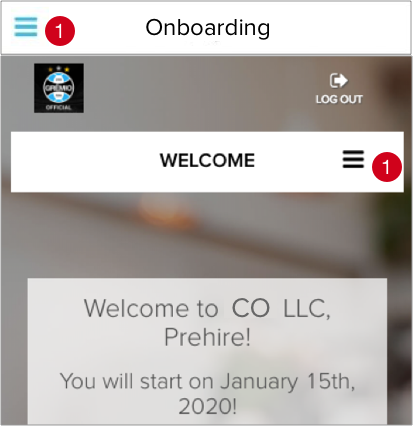 1
Onboarding
GRÊMIO
OFFICIAL
LOG OUT
WELCOME
1
Welcome to CO LLC,
Prehire!
You will start on January 15th,
2020!